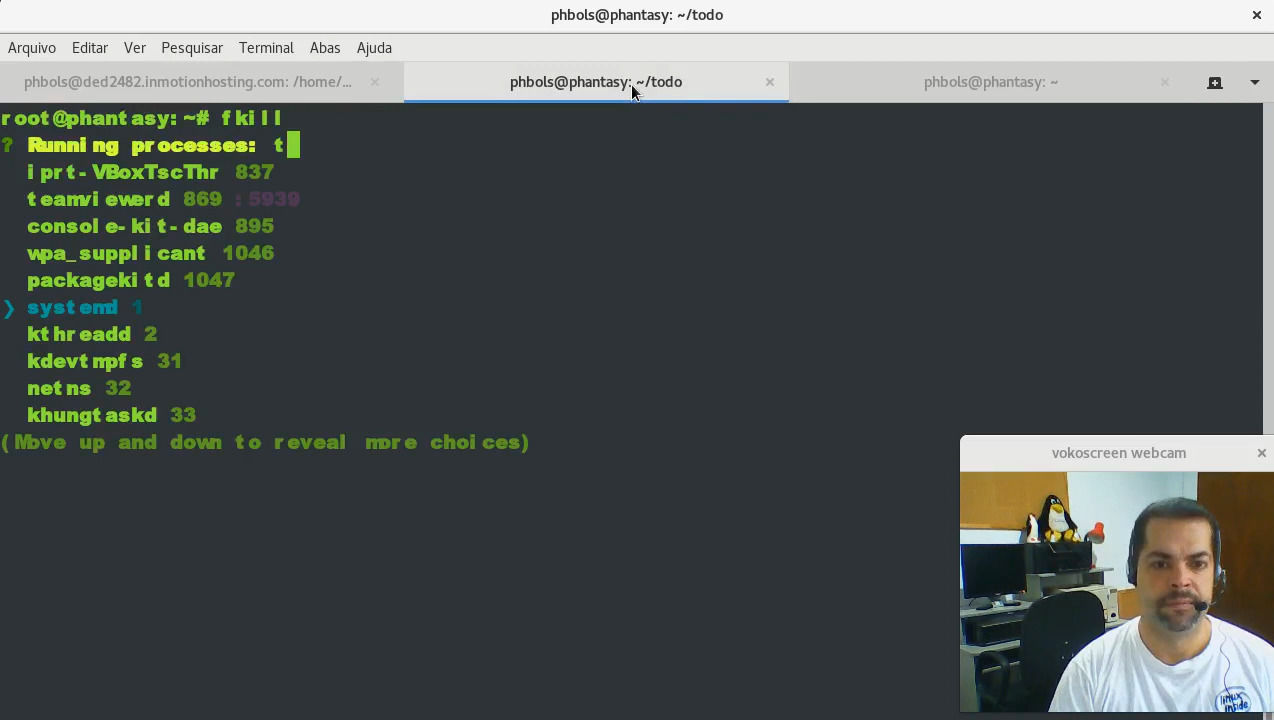 phbols@phantasy: ~/todo
Arquivo Editar Ver Pesquisar Terminal Abas Ajuda
phbols@ded2482.inmotionhosting.com: /home/... phbols@phantasy: ~/todo phbols@phantasy: ~
root@phantasy:~# fkill
? Running processes: t
iprt-VBoxTscThr 837
teamviewerd 869 :5939
console-kit-dae 895
wpa_supplicant 1046
packagekitd 1047
❯ systemd 1
kthreadd 2
kdevtmpfs 31
netns 32
khungtaskd 33
(Move up and down to reveal more choices)
vokoscreen webcam
linux
inside